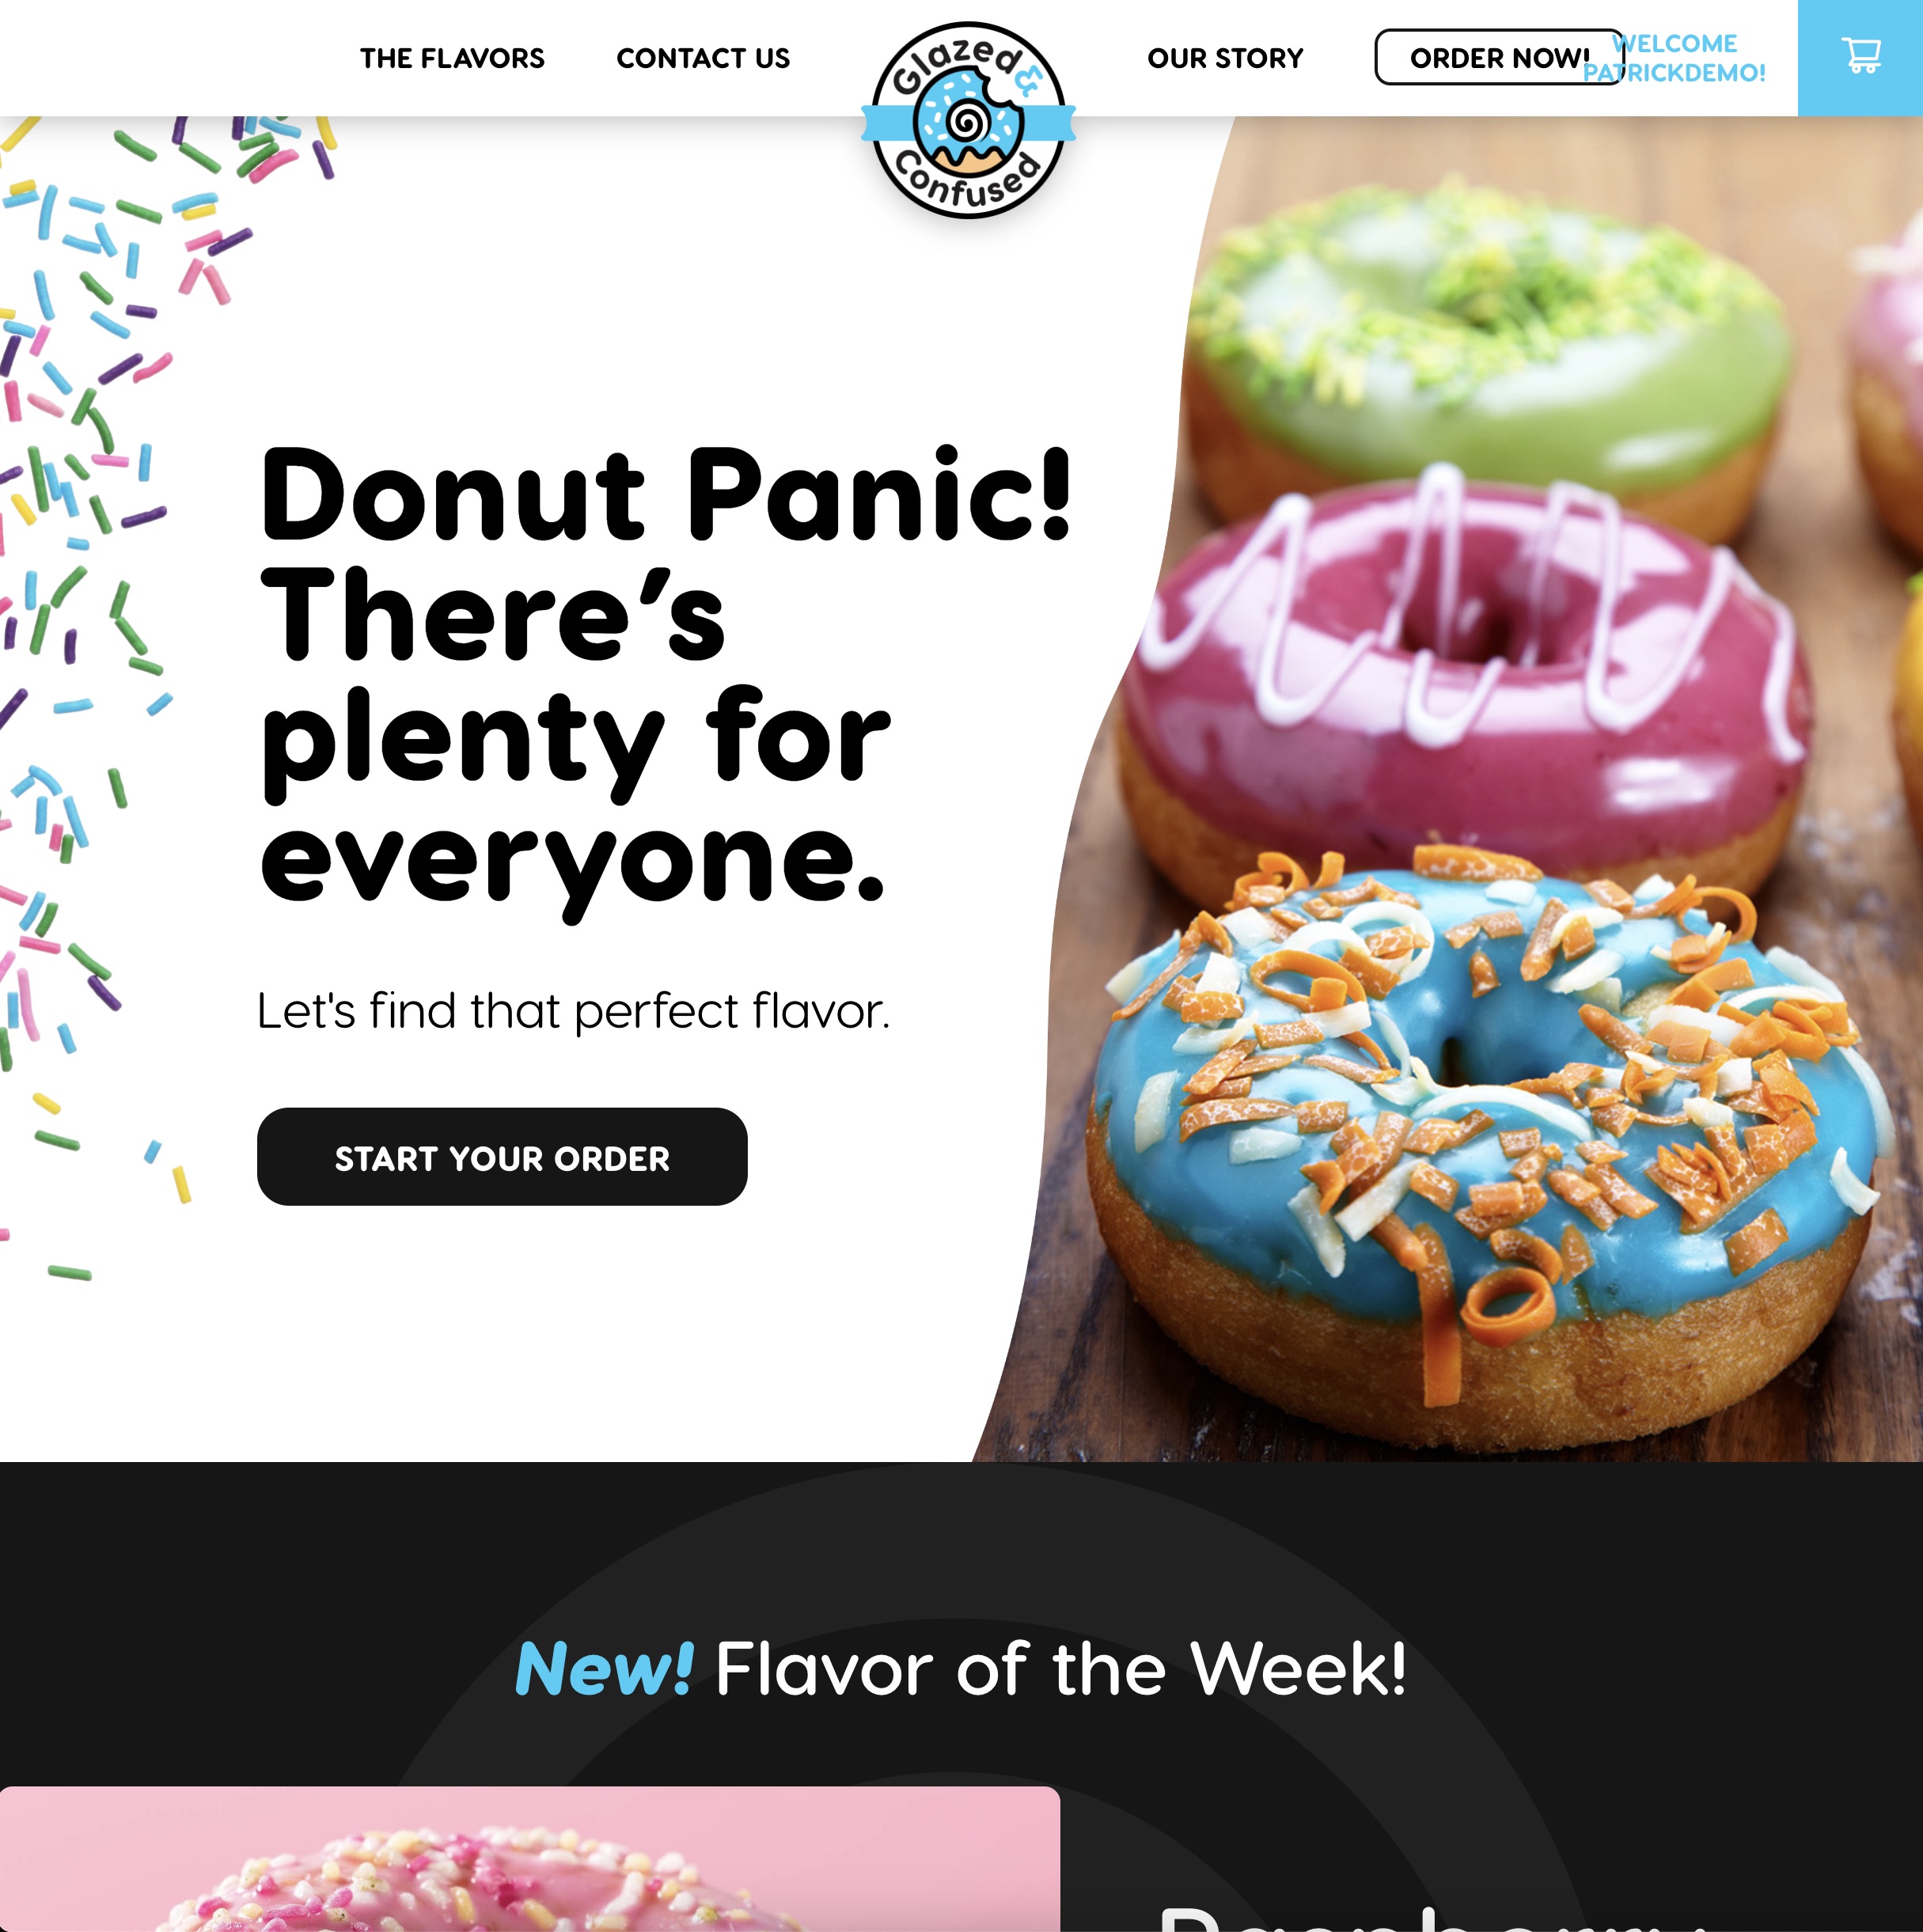 THE FLAVORS
CONTACT US
Glazed &
Confused
OUR STORY
ORDER NOW!
WELCOME
PATRICKDEMO!
Donut Panic!
There’s
plenty for
everyone.
Let's find that perfect flavor.
START YOUR ORDER
New! Flavor of the Week!